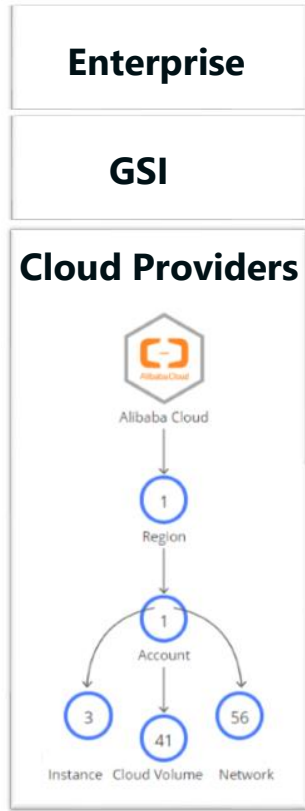 Enterprise
GSI
Cloud Providers
AlibabaCloud
Alibaba Cloud
1
Region
1
Account
3
41
56
Instance
Cloud Volume
Network